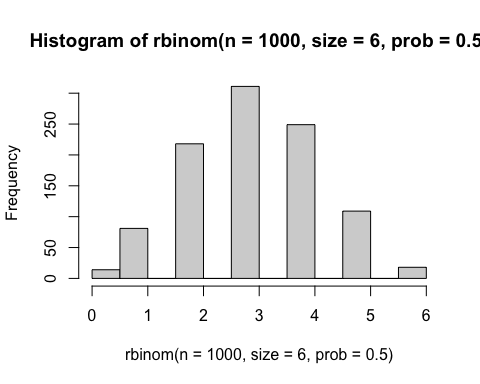 Histogram of rbinom(n = 1000, size = 6, prob = 0.5
250
150
50
0
Frequency
0 1 2 3 4 5 6
rbinom(n = 1000, size = 6, prob = 0.5)